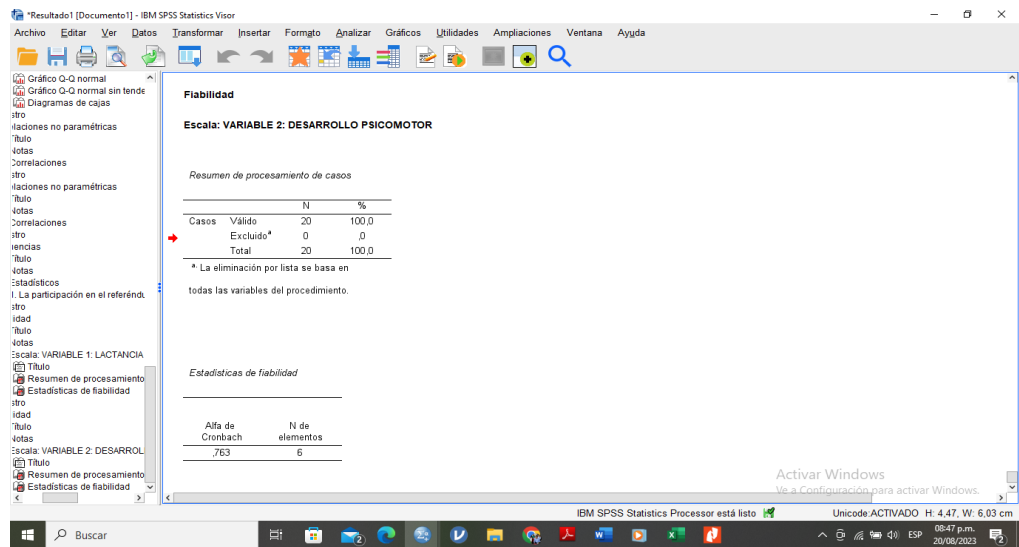 *Resultado1 [Documento1] - IBM SPSS Statistics Visor
Archivo Editar Ver Datos Transformar Insertar Formato Analizar Gráficos Utilidades Ampliaciones Ventana Ayuda
Gráfico Q-Q normal
Gráfico Q-Q normal sin tende
Diagramas de cajas
stro
laciones no paramétricas
Título
Notas
Correlaciones
stro
laciones no paramétricas
Título
Notas
Correlaciones
stro
iencias
Título
Notas
Estadísticos
I. La participación en el referéndu
stro
idad
Título
Notas
Escala: VARIABLE 1: LACTANCIA
Título
Resumen de procesamiento
Estadísticas de fiabilidad
stro
idad
Título
Notas
Escala: VARIABLE 2: DESARROL
Título
Resumen de procesamiento
Estadísticas de fiabilidad
Fiabilidad
Escala: VARIABLE 2: DESARROLLO PSICOMOTOR
Resumen de procesamiento de casos
N %
Casos Válido 20 100,0
Excluidoª 0 ,0
Total 20 100,0
a. La eliminación por lista se basa en
todas las variables del procedimiento.
Estadísticas de fiabilidad
Alfa de N de
Cronbach elementos
,763 6
Activar Windows
Ve a Configuración para activar Windows.
IBM SPSS Statistics Processor está listo Unicode:ACTIVADO H: 4,47, W: 6,03 cm
Buscar 2 ESP 08:47 p.m.
20/08/2023 2